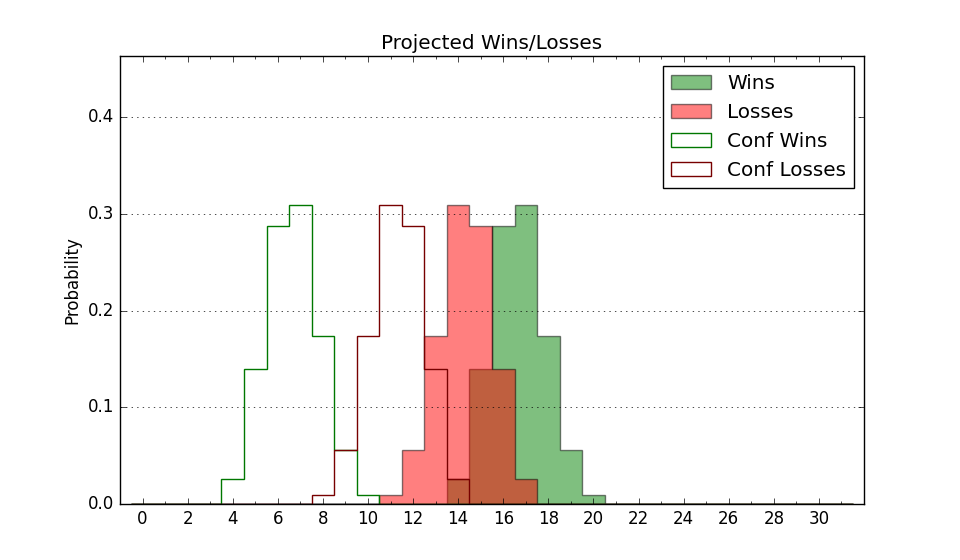 Projected Wins/Losses
Wins
Losses
Conf Wins
Conf Losses
Probability
0.4
0.3
0.2
0.1
0.0
0 2 4 6 8 10 12 14 16 18 20 22 24 26 28 30